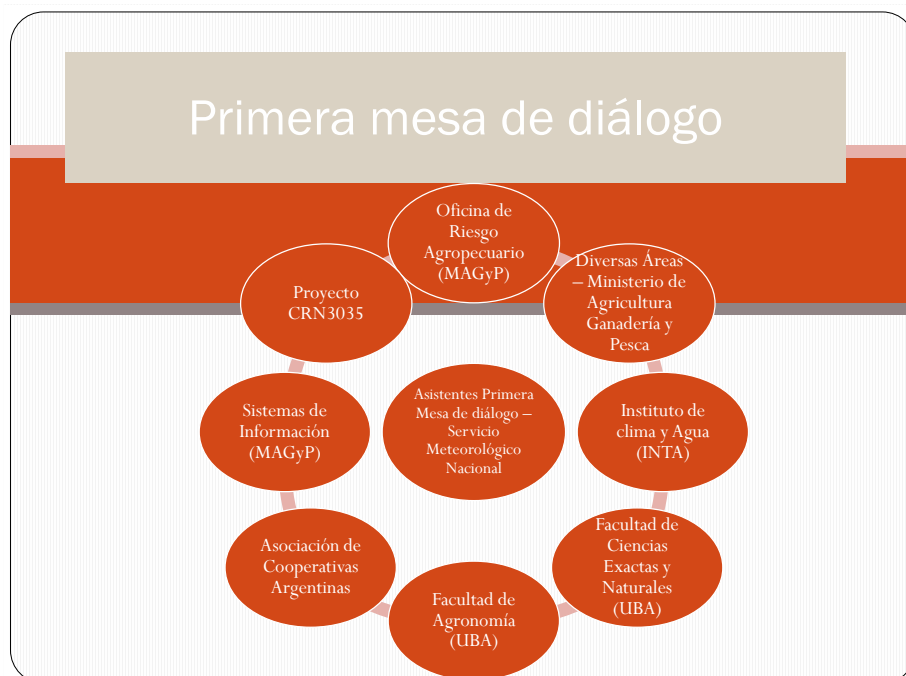 Primera mesa de diálogo
Oficina de
Riesgo
Agropecuario
(MAGyP)
Diversas Áreas
– Ministerio de
Agricultura
Ganadería y
Pesca
Instituto de
clima y Agua
(INTA)
Facultad de
Ciencias
Exactas y
Naturales
(UBA)
Facultad de
Agronomía
(UBA)
Asociación de
Cooperativas
Argentinas
Sistemas de
Información
(MAGyP)
Proyecto
CRN3035
Asistentes Primera
Mesa de diálogo –
Servicio
Meteorológico
Nacional